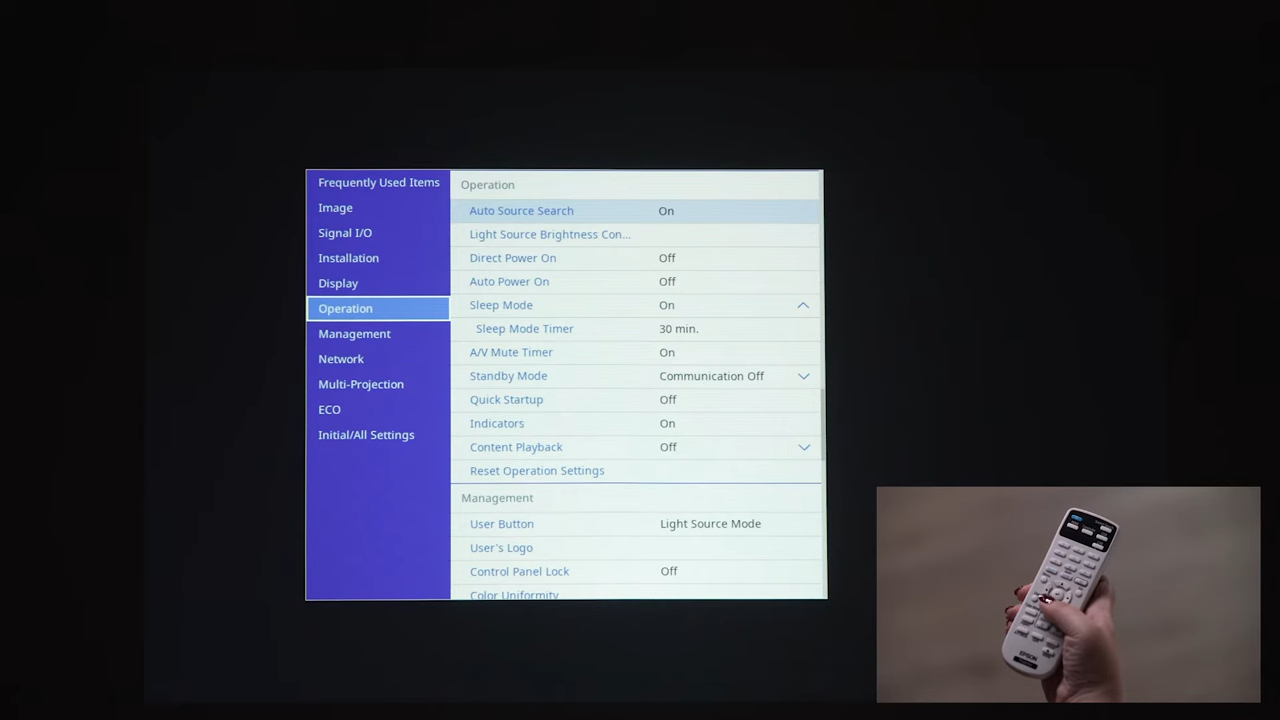 Frequently Used Items
Image
Signal I/O
Installation
Display
Operation
Management
Network
Multi-Projection
ECO
Initial/All Settings
Operation
Auto Source Search On
Light Source Brightness Con...
Direct Power On Off
Auto Power On Off
Sleep Mode On
Sleep Mode Timer 30 min.
A/V Mute Timer On
Standby Mode Communication Off
Quick Startup Off
Indicators On
Content Playback Off
Reset Operation Settings
Management
User Button Light Source Mode
User's Logo
Control Panel Lock Off
Color Uniformity
EPSON